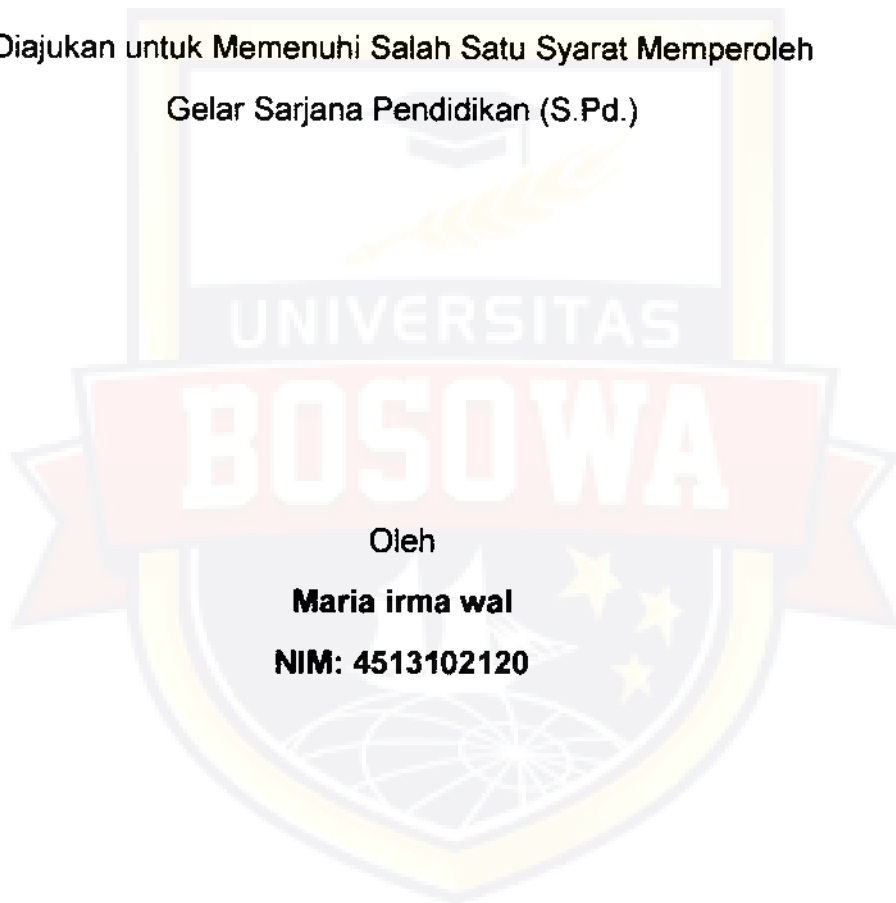 Diajukan untuk Memenuhi Salah Satu Syarat Memperoleh
Gelar Sarjana Pendidikan (S.Pd.)
UNIVERSITAS
BOSOWA
Oleh
Maria irma wal
NIM: 4513102120